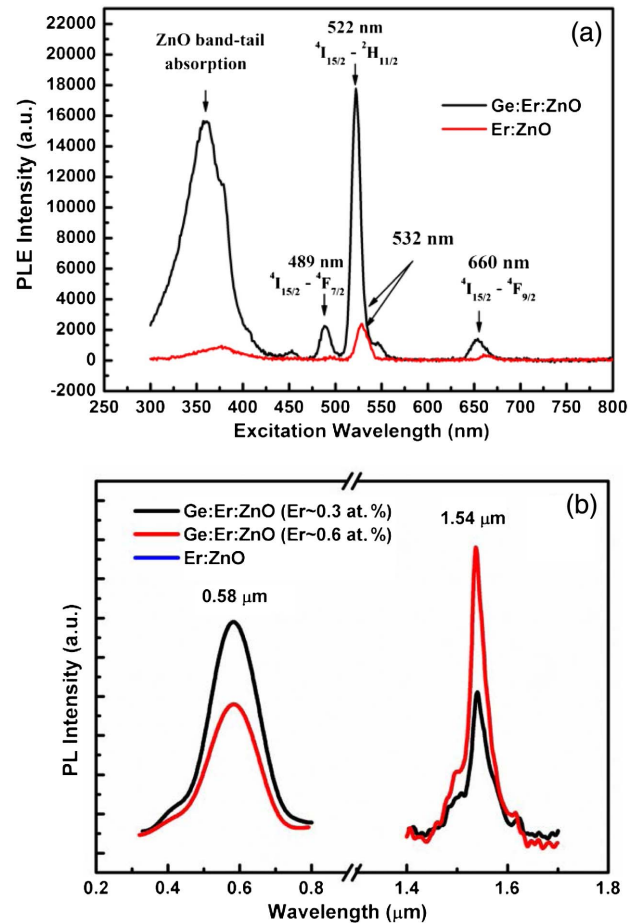 (a)
22000
20000
18000
16000
14000
12000
10000
8000
6000
4000
2000
0
-2000
PLE Intensity (a.u.)
ZnO band-tail
absorption
522 nm
⁴I₁₅/₂ - ²H₁₁/₂
Ge:Er:ZnO
Er:ZnO
532 nm
489 nm
⁴I₁₅/₂ - ⁴F₇/₂
660 nm
⁴I₁₅/₂ - ⁴F₉/₂
250 300 350 400 450 500 550 600 650 700 750 800
Excitation Wavelength (nm)
(b)
Ge:Er:ZnO (Er~0.3 at. %)
Ge:Er:ZnO (Er~0.6 at. %)
Er:ZnO
1.54 μm
0.58 μm
PL Intensity (a.u.)
0.2 0.4 0.6 0.8 1.4 1.6 1.8
Wavelength (μm)